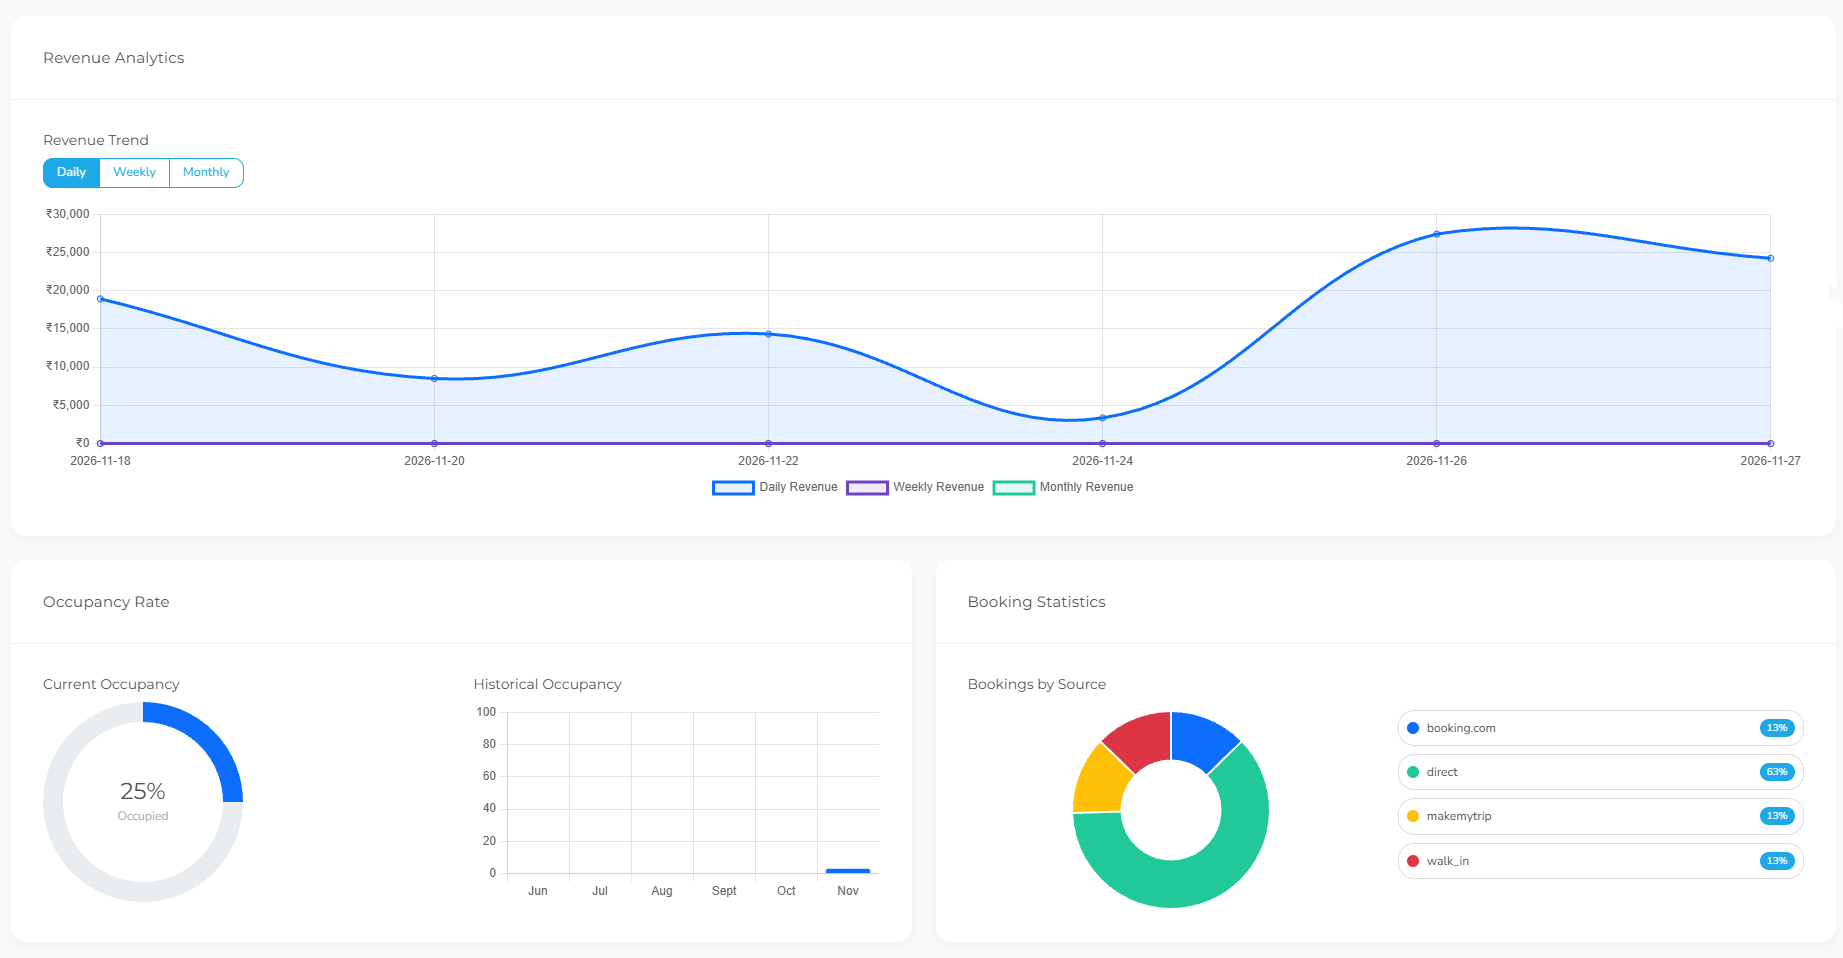 Revenue Analytics
Revenue Trend
Daily Weekly Monthly
₹30,000
₹25,000
₹20,000
₹15,000
₹10,000
₹5,000
₹0
2026-11-18 2026-11-20 2026-11-22 2026-11-24 2026-11-26 2026-11-27
Daily Revenue Weekly Revenue Monthly Revenue
Occupancy Rate
Current Occupancy
25%
Occupied
Historical Occupancy
100
80
60
40
20
0
Jun Jul Aug Sept Oct Nov
Booking Statistics
Bookings by Source
booking.com 13%
direct 63%
makemytrip 13%
walk_in 13%